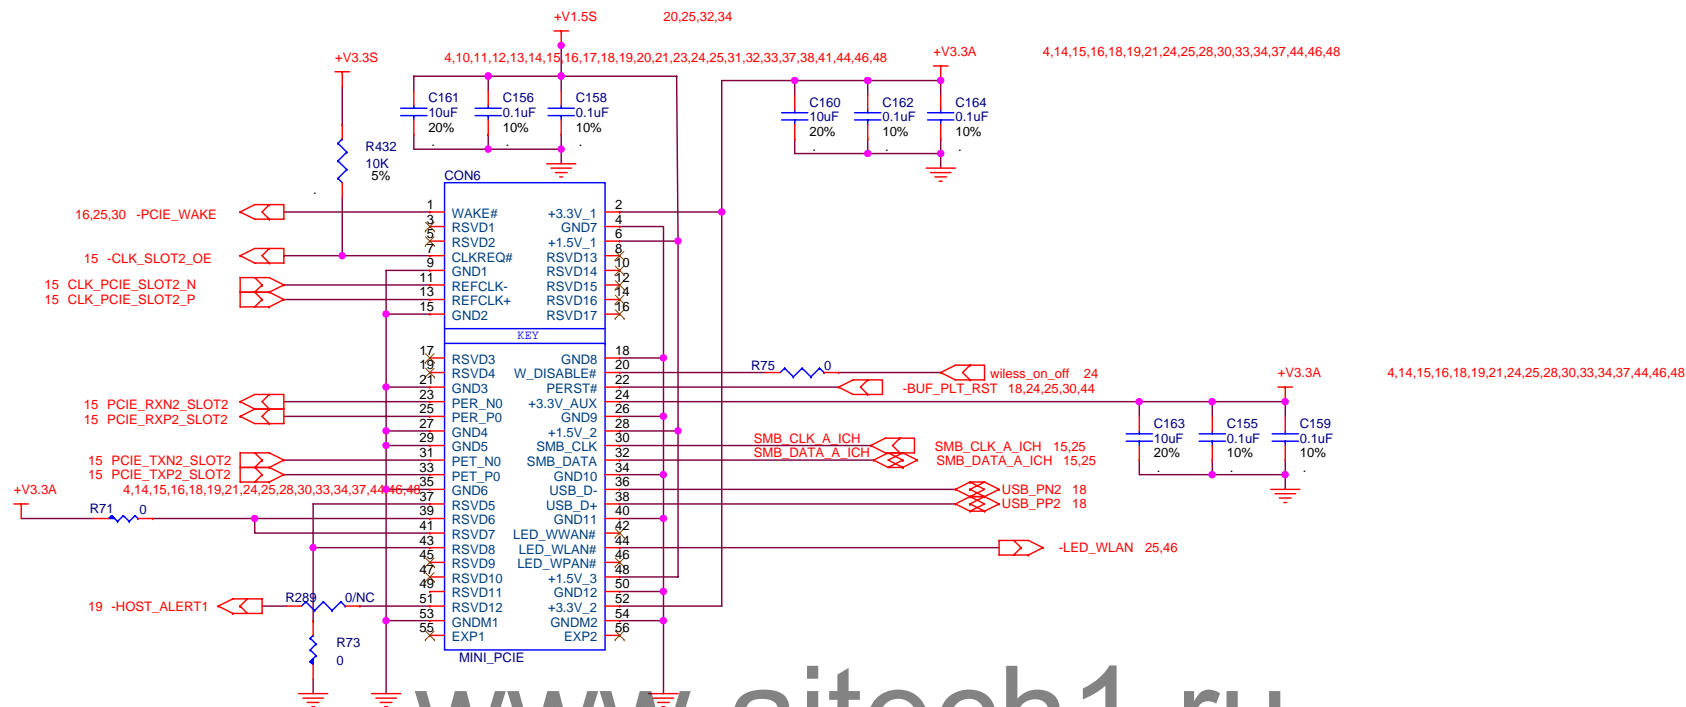 +V1.5S 20,25,32,34
+V3.3S 4,10,11,12,13,14,15,16,17,18,19,20,21,23,24,25,31,32,33,37,38,41,44,46,48 +V3.3A 4,14,15,16,18,19,21,24,25,28,30,33,34,37,44,46,48
C161 C156 C158 C160 C162 C164
10uF 0.1uF 0.1uF 10uF 0.1uF 0.1uF
20% 10% 10% 20% 10% 10%
R432
10K
5%
CON6
16,25,30 -PCIE_WAKE 1 WAKE# +3.3V_1 2
3 RSVD1 GND7 4
5 RSVD2 +1.5V_1 6
15 -CLK_SLOT2_OE 7 CLKREQ# RSVD13 8
9 GND1 RSVD14 10
15 CLK_PCIE_SLOT2_N 11 REFCLK- RSVD15 12
15 CLK_PCIE_SLOT2_P 13 REFCLK+ RSVD16 14
15 GND2 RSVD17 16
KEY
17 RSVD3 GND8 18
19 RSVD4 W_DISABLE# 20 R75 0 wiless_on_off 24
21 GND3 PERST# 22 -BUF_PLT_RST 18,24,25,30,44
+V3.3A 4,14,15,16,18,19,21,24,25,28,30,33,34,37,44,46,48
15 PCIE_RXN2_SLOT2 23 PER_N0 +3.3V_AUX 24
15 PCIE_RXP2_SLOT2 25 PER_P0 GND9 26
27 GND4 +1.5V_2 28
29 GND5 SMB_CLK 30 SMB_CLK_A_ICH SMB_CLK_A_ICH 15,25
15 PCIE_TXN2_SLOT2 31 PET_N0 SMB_DATA 32 SMB_DATA_A_ICH SMB_DATA_A_ICH 15,25
C163 C155 C159
10uF 0.1uF 0.1uF
20% 10% 10%
15 PCIE_TXP2_SLOT2 33 PET_P0 GND10 34
+V3.3A 4,14,15,16,18,19,21,24,25,28,30,33,34,37,44,46,48
35 GND6 USB_D- 36 USB_PN2 18
37 RSVD5 USB_D+ 38 USB_PP2 18
R71 0 39 RSVD6 GND11 40
41 RSVD7 LED_WWAN# 42
43 RSVD8 LED_WLAN# 44 -LED_WLAN 25,46
45 RSVD9 LED_WPAN# 46
47 RSVD10 +1.5V_3 48
49 RSVD11 GND12 50
19 -HOST_ALERT1 R289 0/NC 51 RSVD12 +3.3V_2 52
53 GNDM1 GNDM2 54
55 EXP1 EXP2 56
R73
0
MINI_PCIE
www.aitech1.ru